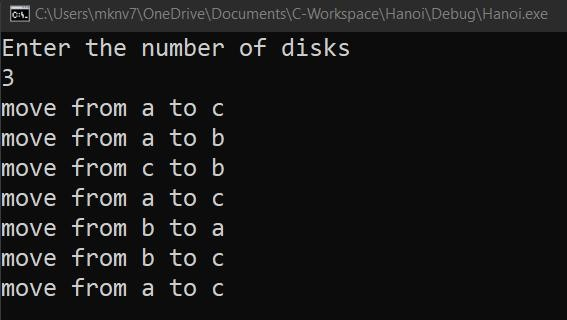 C:\Users\mknv7\OneDrive\Documents\C-Workspace\Hanoi\Debug\Hanoi.exe
Enter the number of disks
3
move from a to c
move from a to b
move from c to b
move from a to c
move from b to a
move from b to c
move from a to c